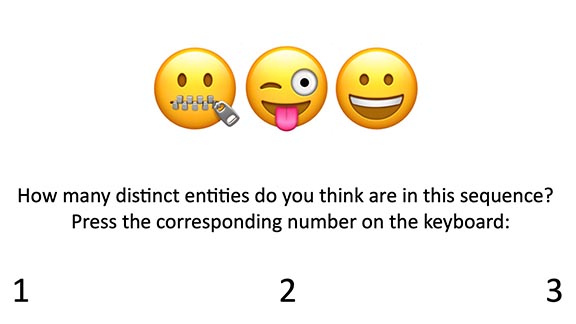 How many distinct entities do you think are in this sequence?
Press the corresponding number on the keyboard:
1 2 3